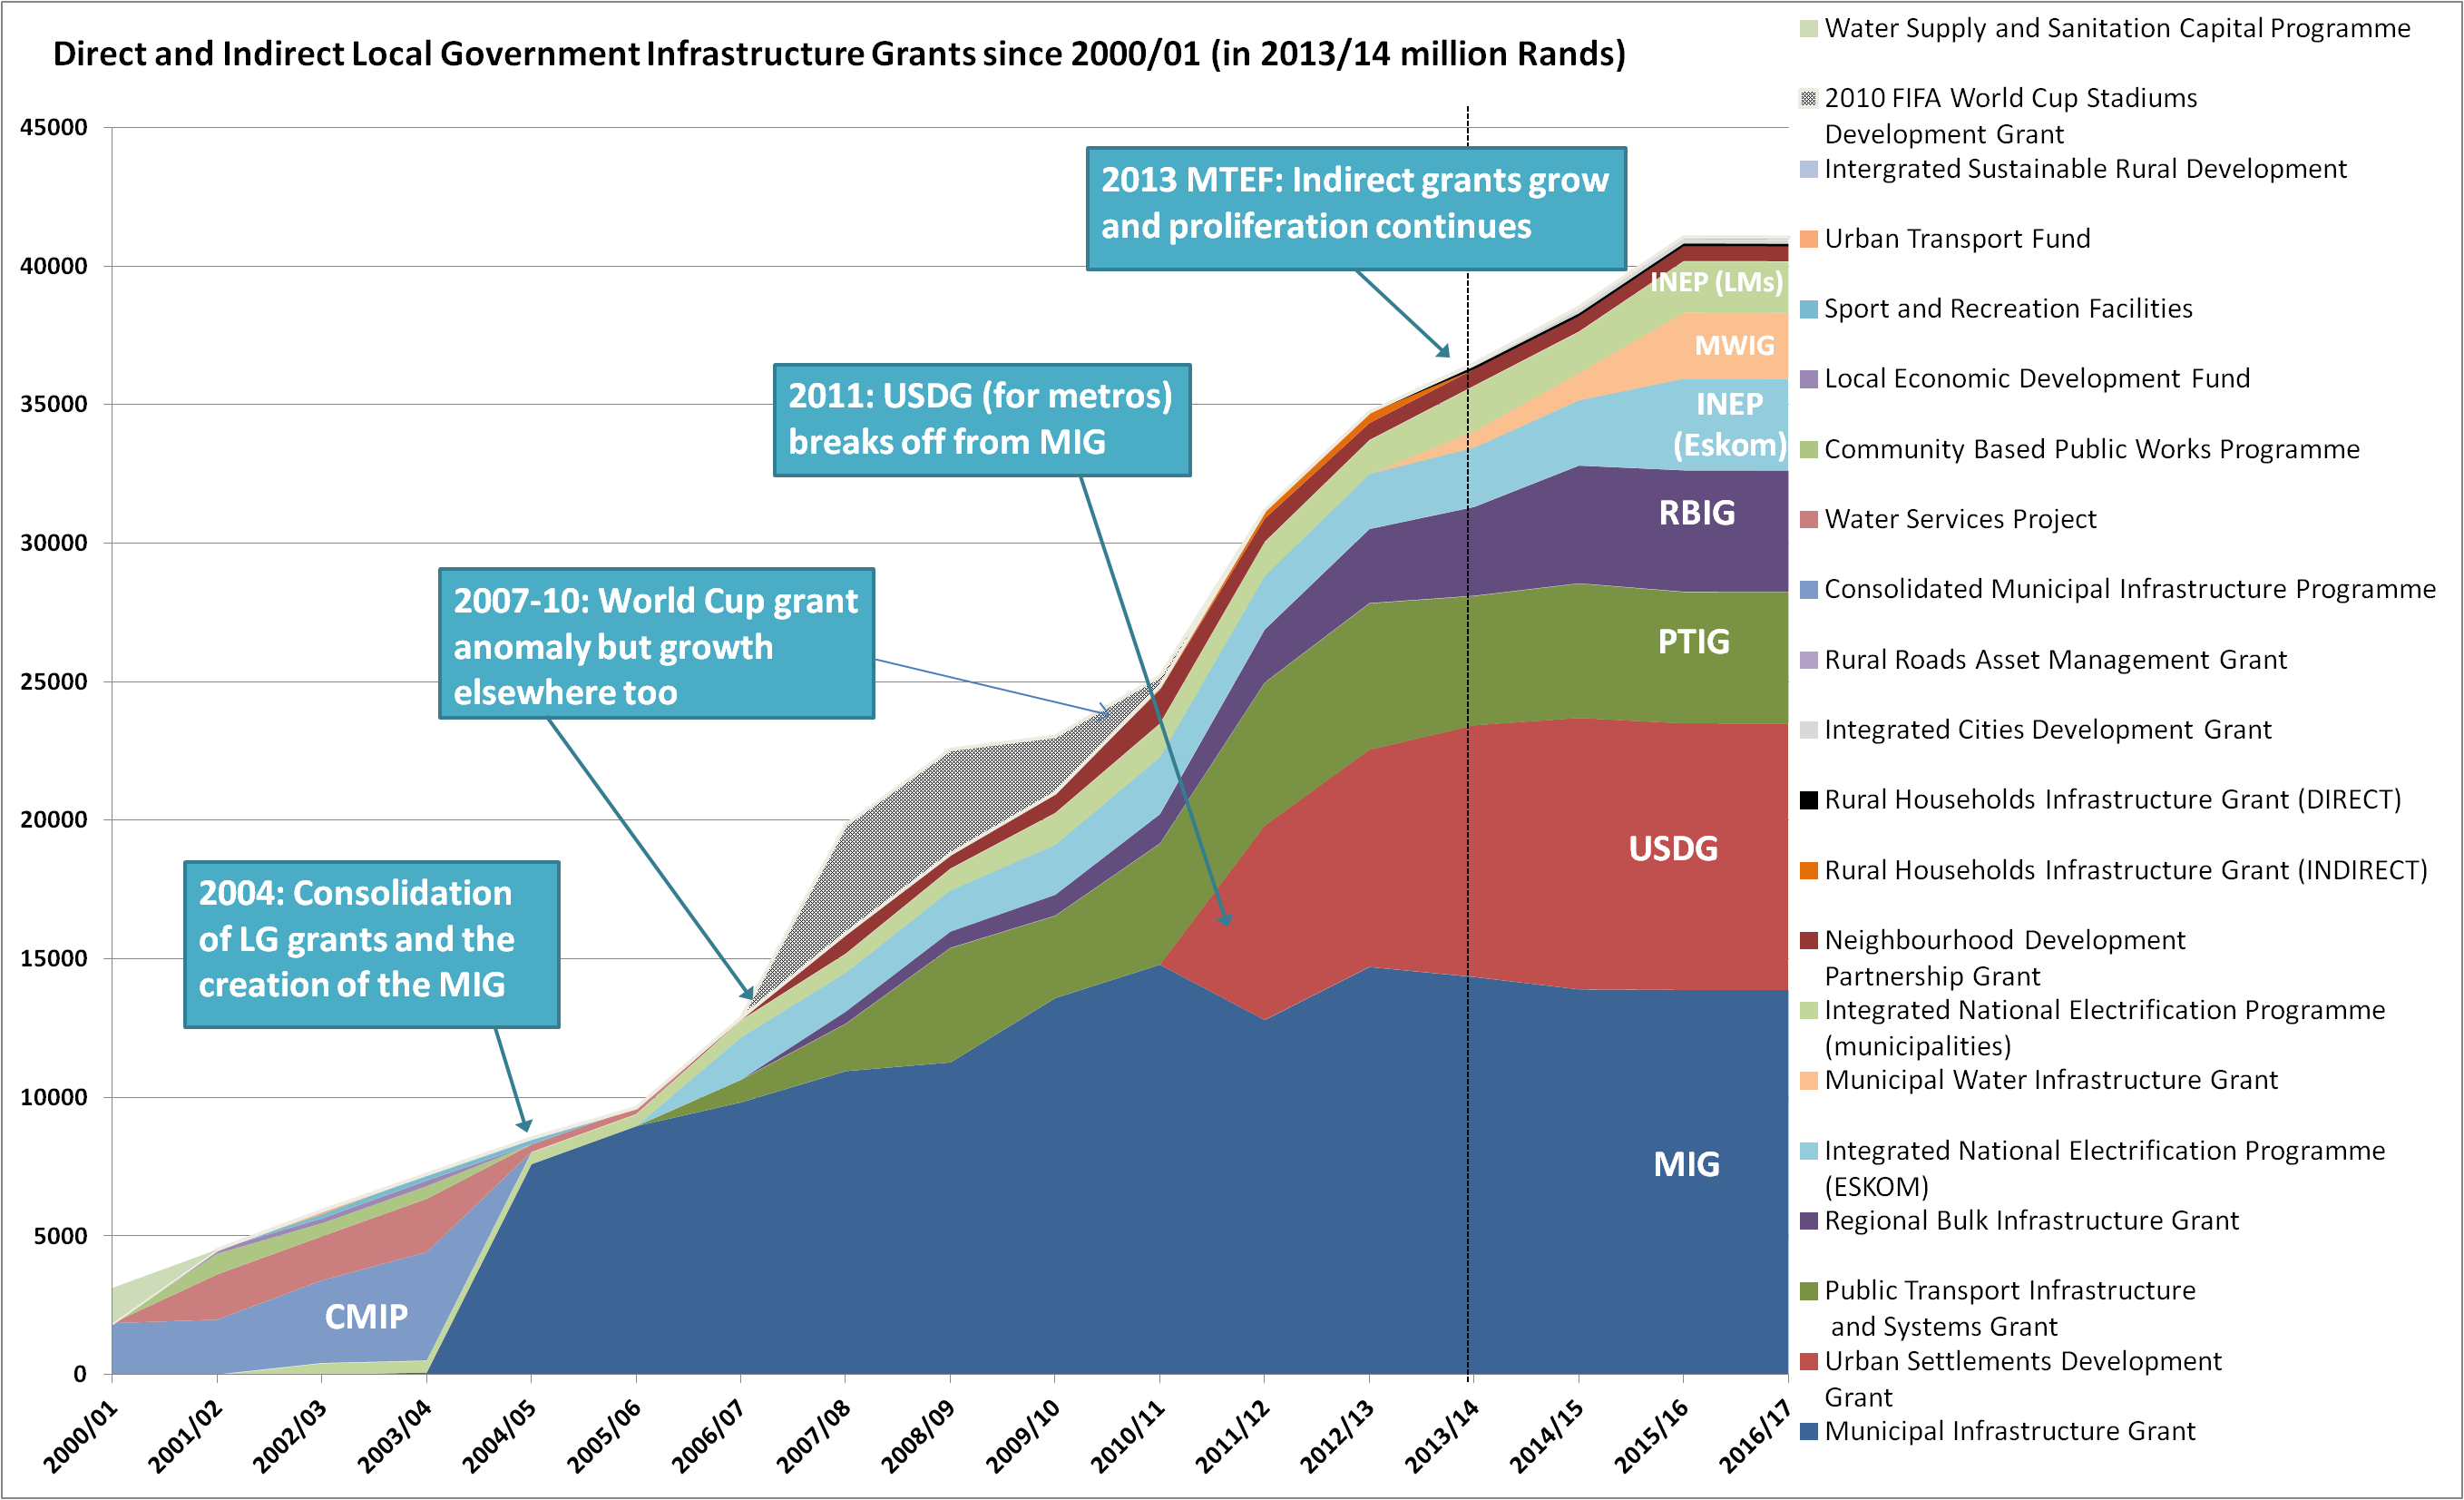 Direct and Indirect Local Government Infrastructure Grants since 2000/01 (in 2013/14 million Rands)
45000
40000
35000
30000
25000
20000
15000
10000
5000
0
2013 MTEF: Indirect grants grow
and proliferation continues
2011: USDG (for metros)
breaks off from MIG
2007-10: World Cup grant
anomaly but growth
elsewhere too
2004: Consolidation
of LG grants and the
creation of the MIG
CMIP
INEP (LMs)
MWIG
INEP
(Eskom)
RBIG
PTIG
USDG
MIG
2000/01
2001/02
2002/03
2003/04
2004/05
2005/06
2006/07
2007/08
2008/09
2009/10
2010/11
2011/12
2012/13
2013/14
2014/15
2015/16
2016/17
Water Supply and Sanitation Capital Programme
2010 FIFA World Cup Stadiums
Development Grant
Intergrated Sustainable Rural Development
Urban Transport Fund
Sport and Recreation Facilities
Local Economic Development Fund
Community Based Public Works Programme
Water Services Project
Consolidated Municipal Infrastructure Programme
Rural Roads Asset Management Grant
Integrated Cities Development Grant
Rural Households Infrastructure Grant (DIRECT)
Rural Households Infrastructure Grant (INDIRECT)
Neighbourhood Development
Partnership Grant
Integrated National Electrification Programme
(municipalities)
Municipal Water Infrastructure Grant
Integrated National Electrification Programme
(ESKOM)
Regional Bulk Infrastructure Grant
Public Transport Infrastructure
and Systems Grant
Urban Settlements Development
Grant
Municipal Infrastructure Grant